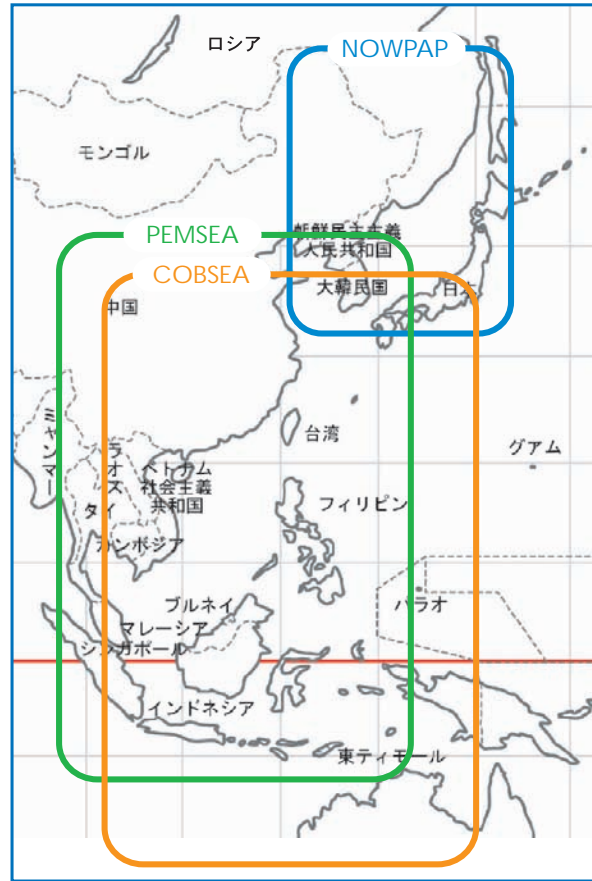 ロシア
NOWPAP
モンゴル
朝鮮民主主義
人民共和国
PEMSEA
COBSEA
大韓民国
日本
中国
ミャンマー
ラオス
ベトナム
社会主義
共和国
台湾
グアム
タイ
フィリピン
カンボジア
ブルネイ
パラオ
マレーシア
シンガポール
インドネシア
東ティモール